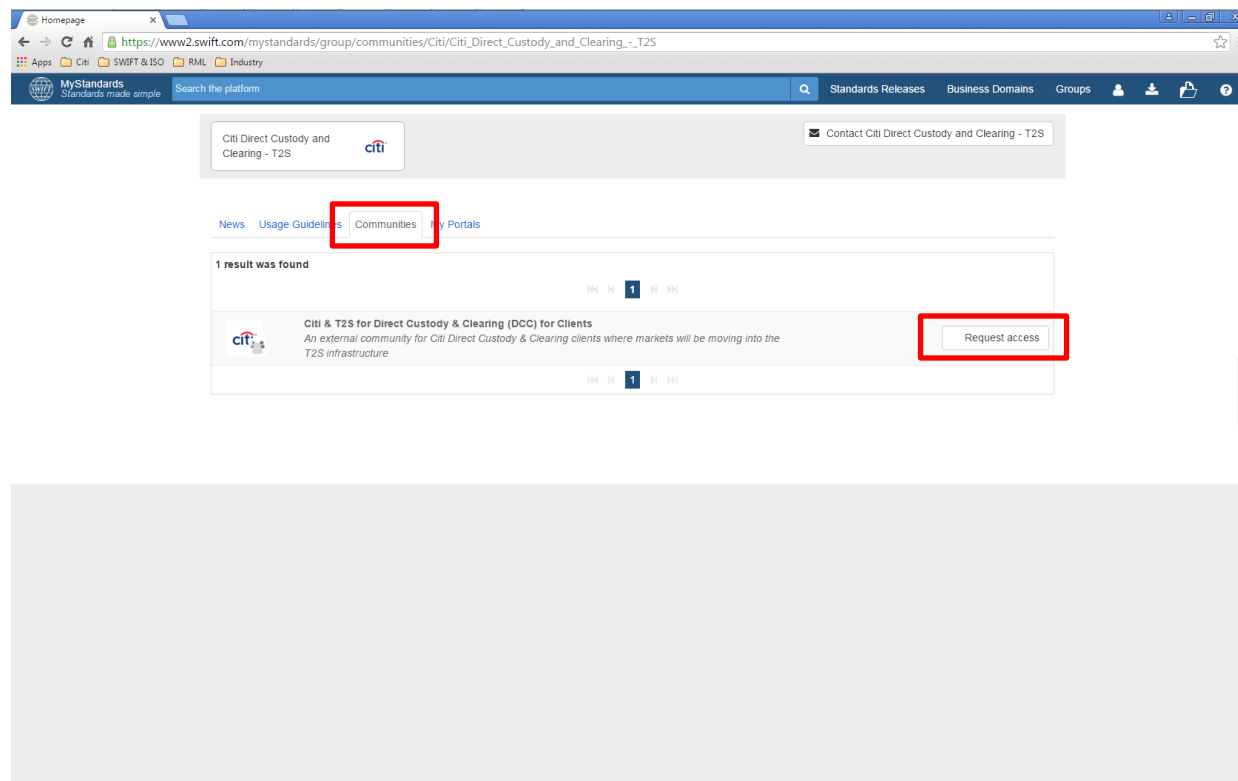 Homepage
https://www2.swift.com/mystandards/group/communities/Citi/Citi_Direct_Custody_and_Clearing_-_T2S
Apps Citi SWIFT & ISO RML Industry
SWIFT MyStandards
Standards made simple
Search the platform
Standards Releases Business Domains Groups
Citi Direct Custody and
Clearing - T2S
citi
Contact Citi Direct Custody and Clearing - T2S
News Usage Guidelines Communities My Portals
1 result was found
1
citi
Citi & T2S for Direct Custody & Clearing (DCC) for Clients
An external community for Citi Direct Custody & Clearing clients where markets will be moving into the
T2S infrastructure
Request access
1